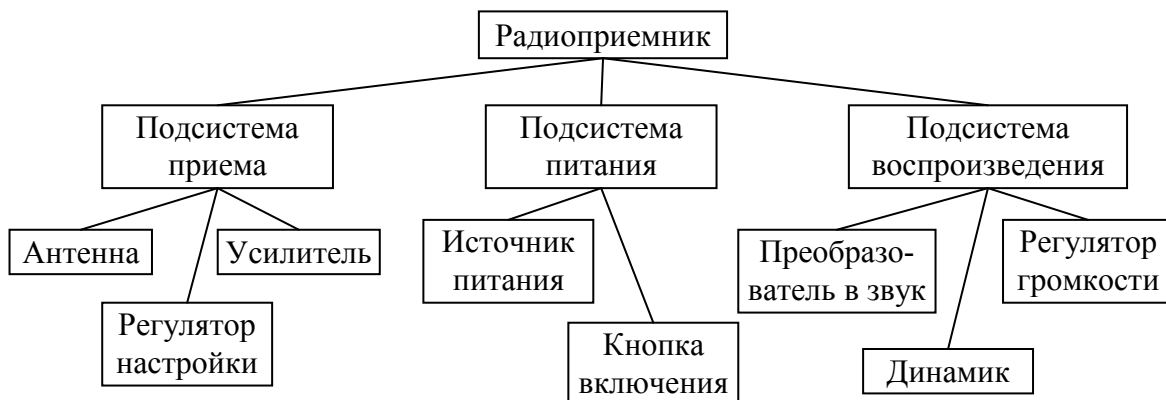 Радиоприемник
Подсистема
приема
Подсистема
питания
Подсистема
воспроизведения
Антенна
Усилитель
Регулятор
настройки
Источник
питания
Кнопка
включения
Преобразо-
ватель в звук
Регулятор
громкости
Динамик